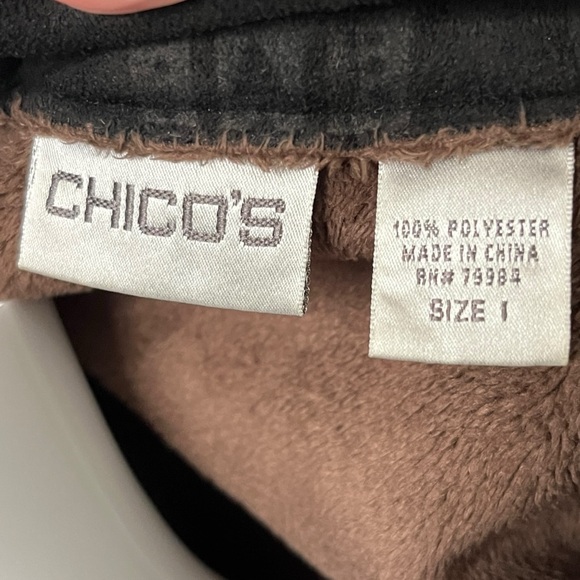 CHICO'S
100% POLYESTER
MADE IN CHINA
RN# 79984
SIZE 1